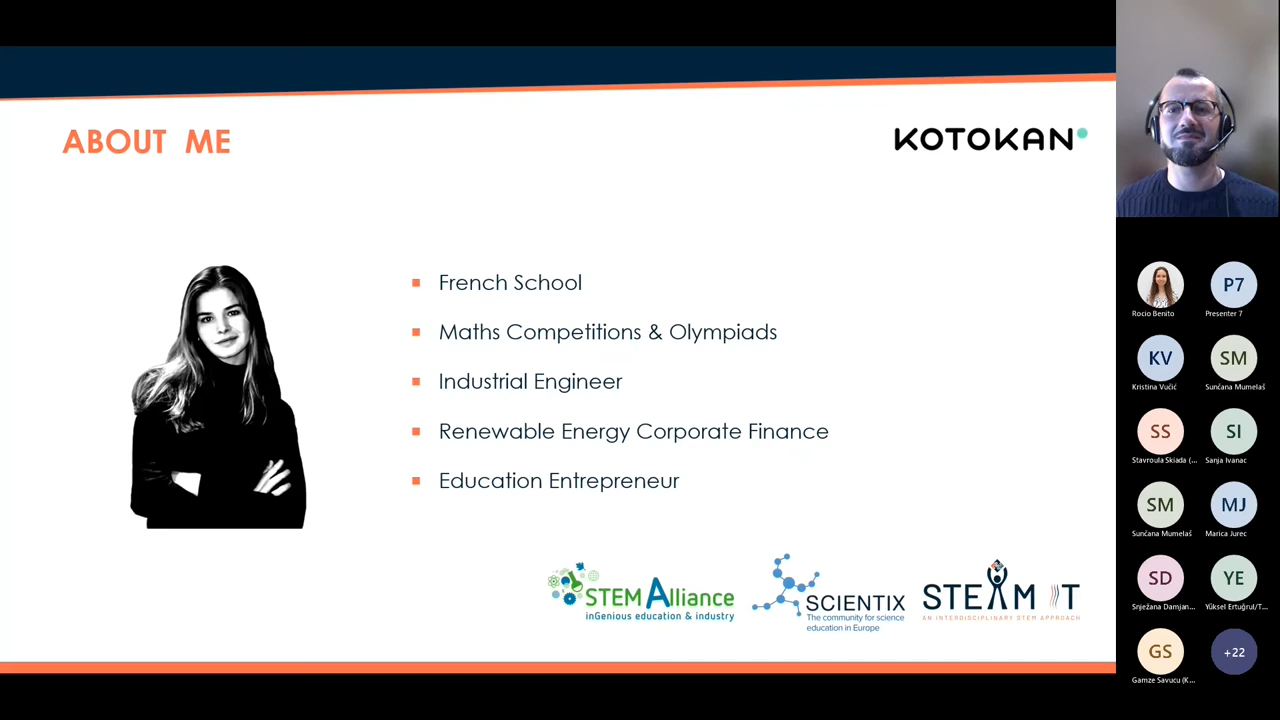 ABOUT ME
KOTOKAN
French School
Maths Competitions & Olympiads
Industrial Engineer
Renewable Energy Corporate Finance
Education Entrepreneur
STEM Alliance
inGenious education & industry
SCIENTIX
The community for science
education in Europe
STEAM IT
AN INTERDISCIPLINARY STEM APPROACH
Rocio Benito
P7
Presenter 7
KV
Kristina Vučić
SM
Sunčana Mumelaš
SS
Stavroula Skiada (...
SI
Sanja Ivanac
SM
Sunčana Mumelaš
MJ
Marica Jurec
SD
Snježana Damjan...
YE
Yüksel Ertuğrul/T...
GS
Gamze Savucu (K...
+22